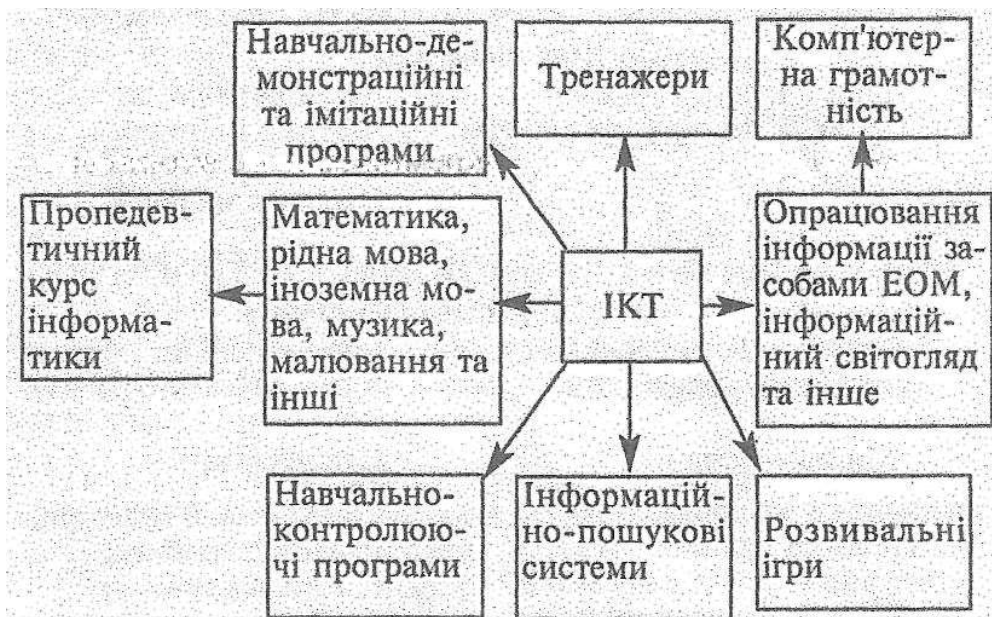 Навчально-де-
монстраційні
та імітаційні
програми
Тренажери
Комп'ютер-
на грамот-
ність
Пропедев-
тичний
курс
інформа-
тики
Математика,
рідна мова,
іноземна мо-
ва, музика,
малювання та
інші
ІКТ
Опрацювання
інформації за-
собами ЕОМ,
інформацій-
ний світогляд
та інше
Навчально-
контролюю-
чі програми
Інформацій-
но-пошукові
системи
Розвивальні
ігри